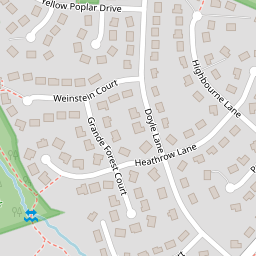 Yellow Poplar Drive
Highbourne Lane
Weinstein Court
Doyle Lane
Grande Forest Court
Heathrow Lane